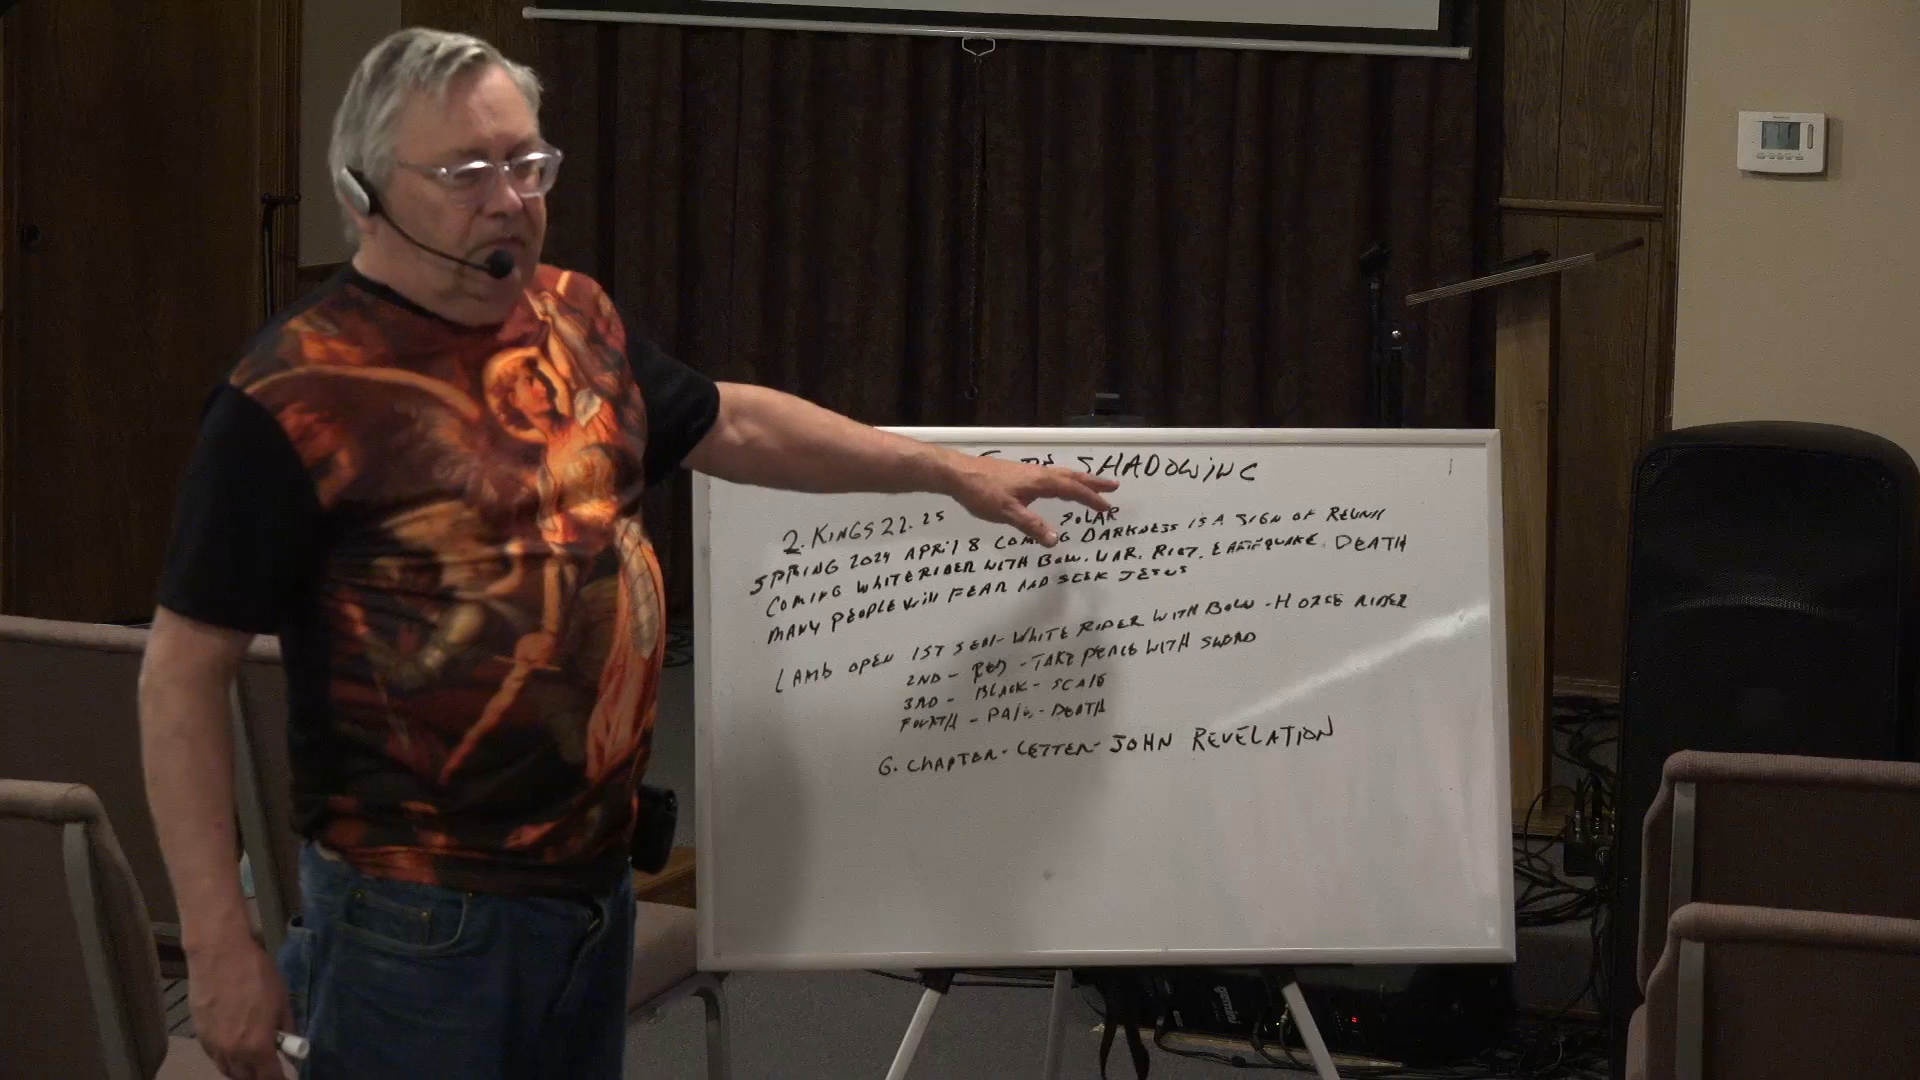 SHADOWING
2. KINGS 22. 25
SOLAR
SPRING 2024 APRIL 8 COMING DARKNESS IS A SIGN OF
COMING WHITE RIDER WITH BOW. WAR. RIOT. EARTHQUAKE. DEATH
MANY PEOPLE WILL FEAR AND SEEK JESUS
LAMB OPEN 1ST SEAL - WHITE RIDER WITH BOW - HORSE RIDER
2ND - RED - TAKE PEACE WITH SWORD
3RD - BLACK - SCALE
FOURTH - PALE - DEATH
6. CHAPTER - LETTER - JOHN REVELATION